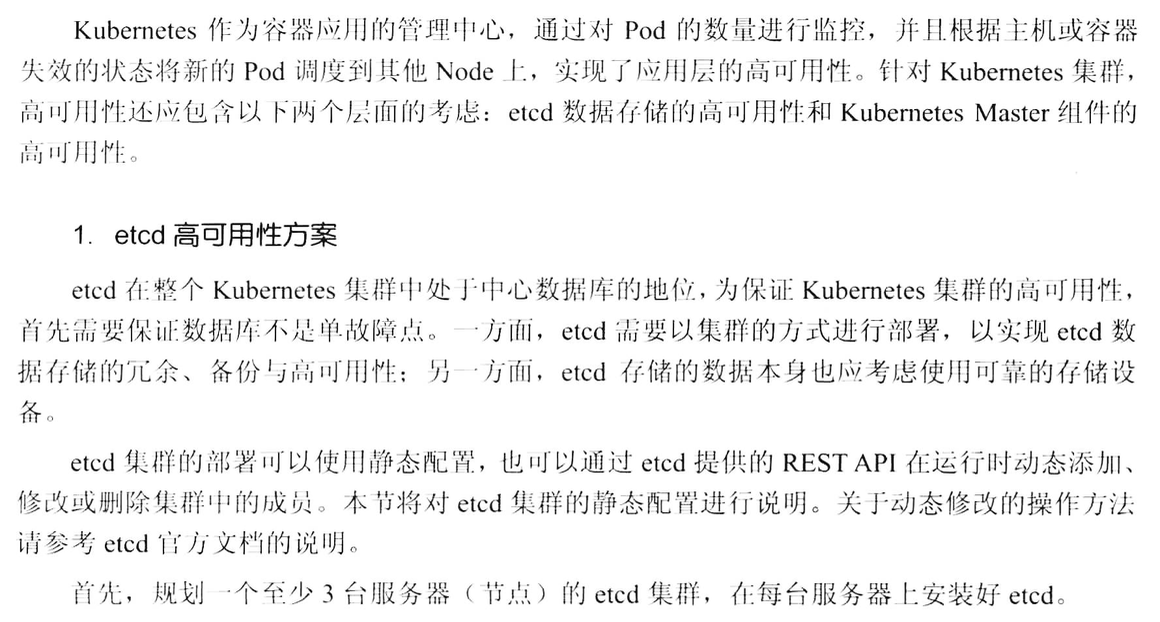 Kubernetes 作为容器应用的管理中心，通过对 Pod 的数量进行监控，并且根据主机或容器
失效的状态将新的 Pod 调度到其他 Node 上，实现了应用层的高可用性。针对 Kubernetes 集群，
高可用性还应包含以下两个层面的考虑：etcd 数据存储的高可用性和 Kubernetes Master 组件的
高可用性。
1. etcd 高可用性方案
etcd 在整个 Kubernetes 集群中处于中心数据库的地位，为保证 Kubernetes 集群的高可用性，
首先需要保证数据库不是单故障点。一方面，etcd 需要以集群的方式进行部署，以实现 etcd 数
据存储的冗余、备份与高可用性；另一方面，etcd 存储的数据本身也应考虑使用可靠的存储设
备。
etcd 集群的部署可以使用静态配置，也可以通过 etcd 提供的 REST API 在运行时动态添加、
修改或删除集群中的成员。本节将对 etcd 集群的静态配置进行说明。关于动态修改的操作方法
请参考 etcd 官方文档的说明。
首先，规划一个至少 3 台服务器（节点）的 etcd 集群，在每台服务器上安装好 etcd。